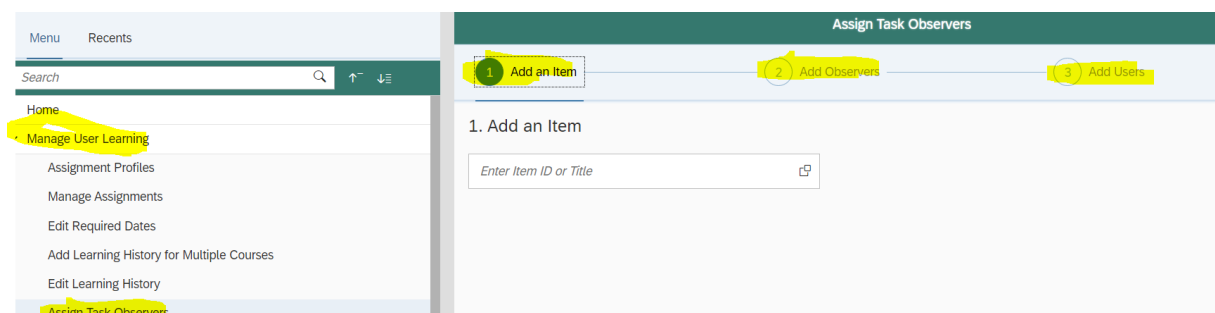 Menu Recents
Search
Home
Manage User Learning
Assignment Profiles
Manage Assignments
Edit Required Dates
Add Learning History for Multiple Courses
Edit Learning History
Assign Task Observers
Assign Task Observers
1 Add an Item 2 Add Observers 3 Add Users
1. Add an Item
Enter Item ID or Title